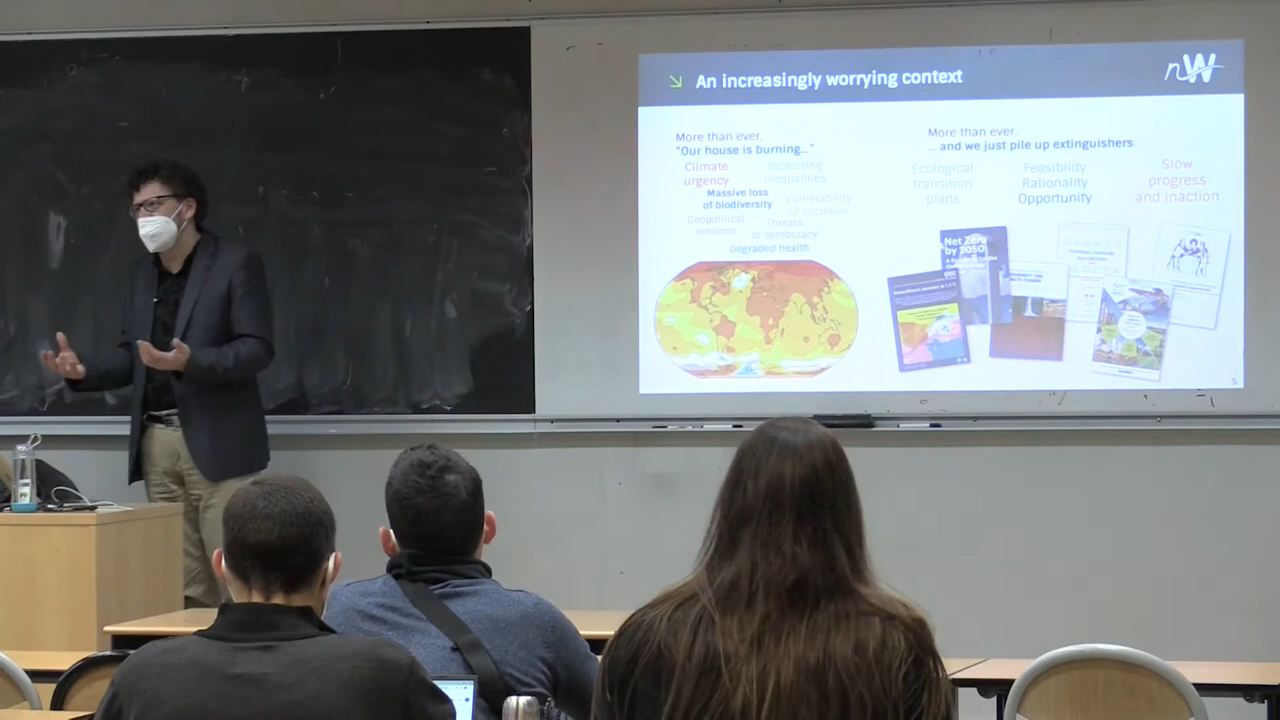 An increasingly worrying context
nW
More than ever,
"Our house is burning..."
Climate
urgency
Increasing
inequalities
Massive loss
of biodiversity
Vulnerability
of societies
Geopolitical
tensions
Threats
to democracy
Degraded health
More than ever,
... and we just pile up extinguishers
Ecological
transition
plans
Feasibility
Rationality
Opportunity
Slow
progress
and inaction
Net Zero
by 2050
5